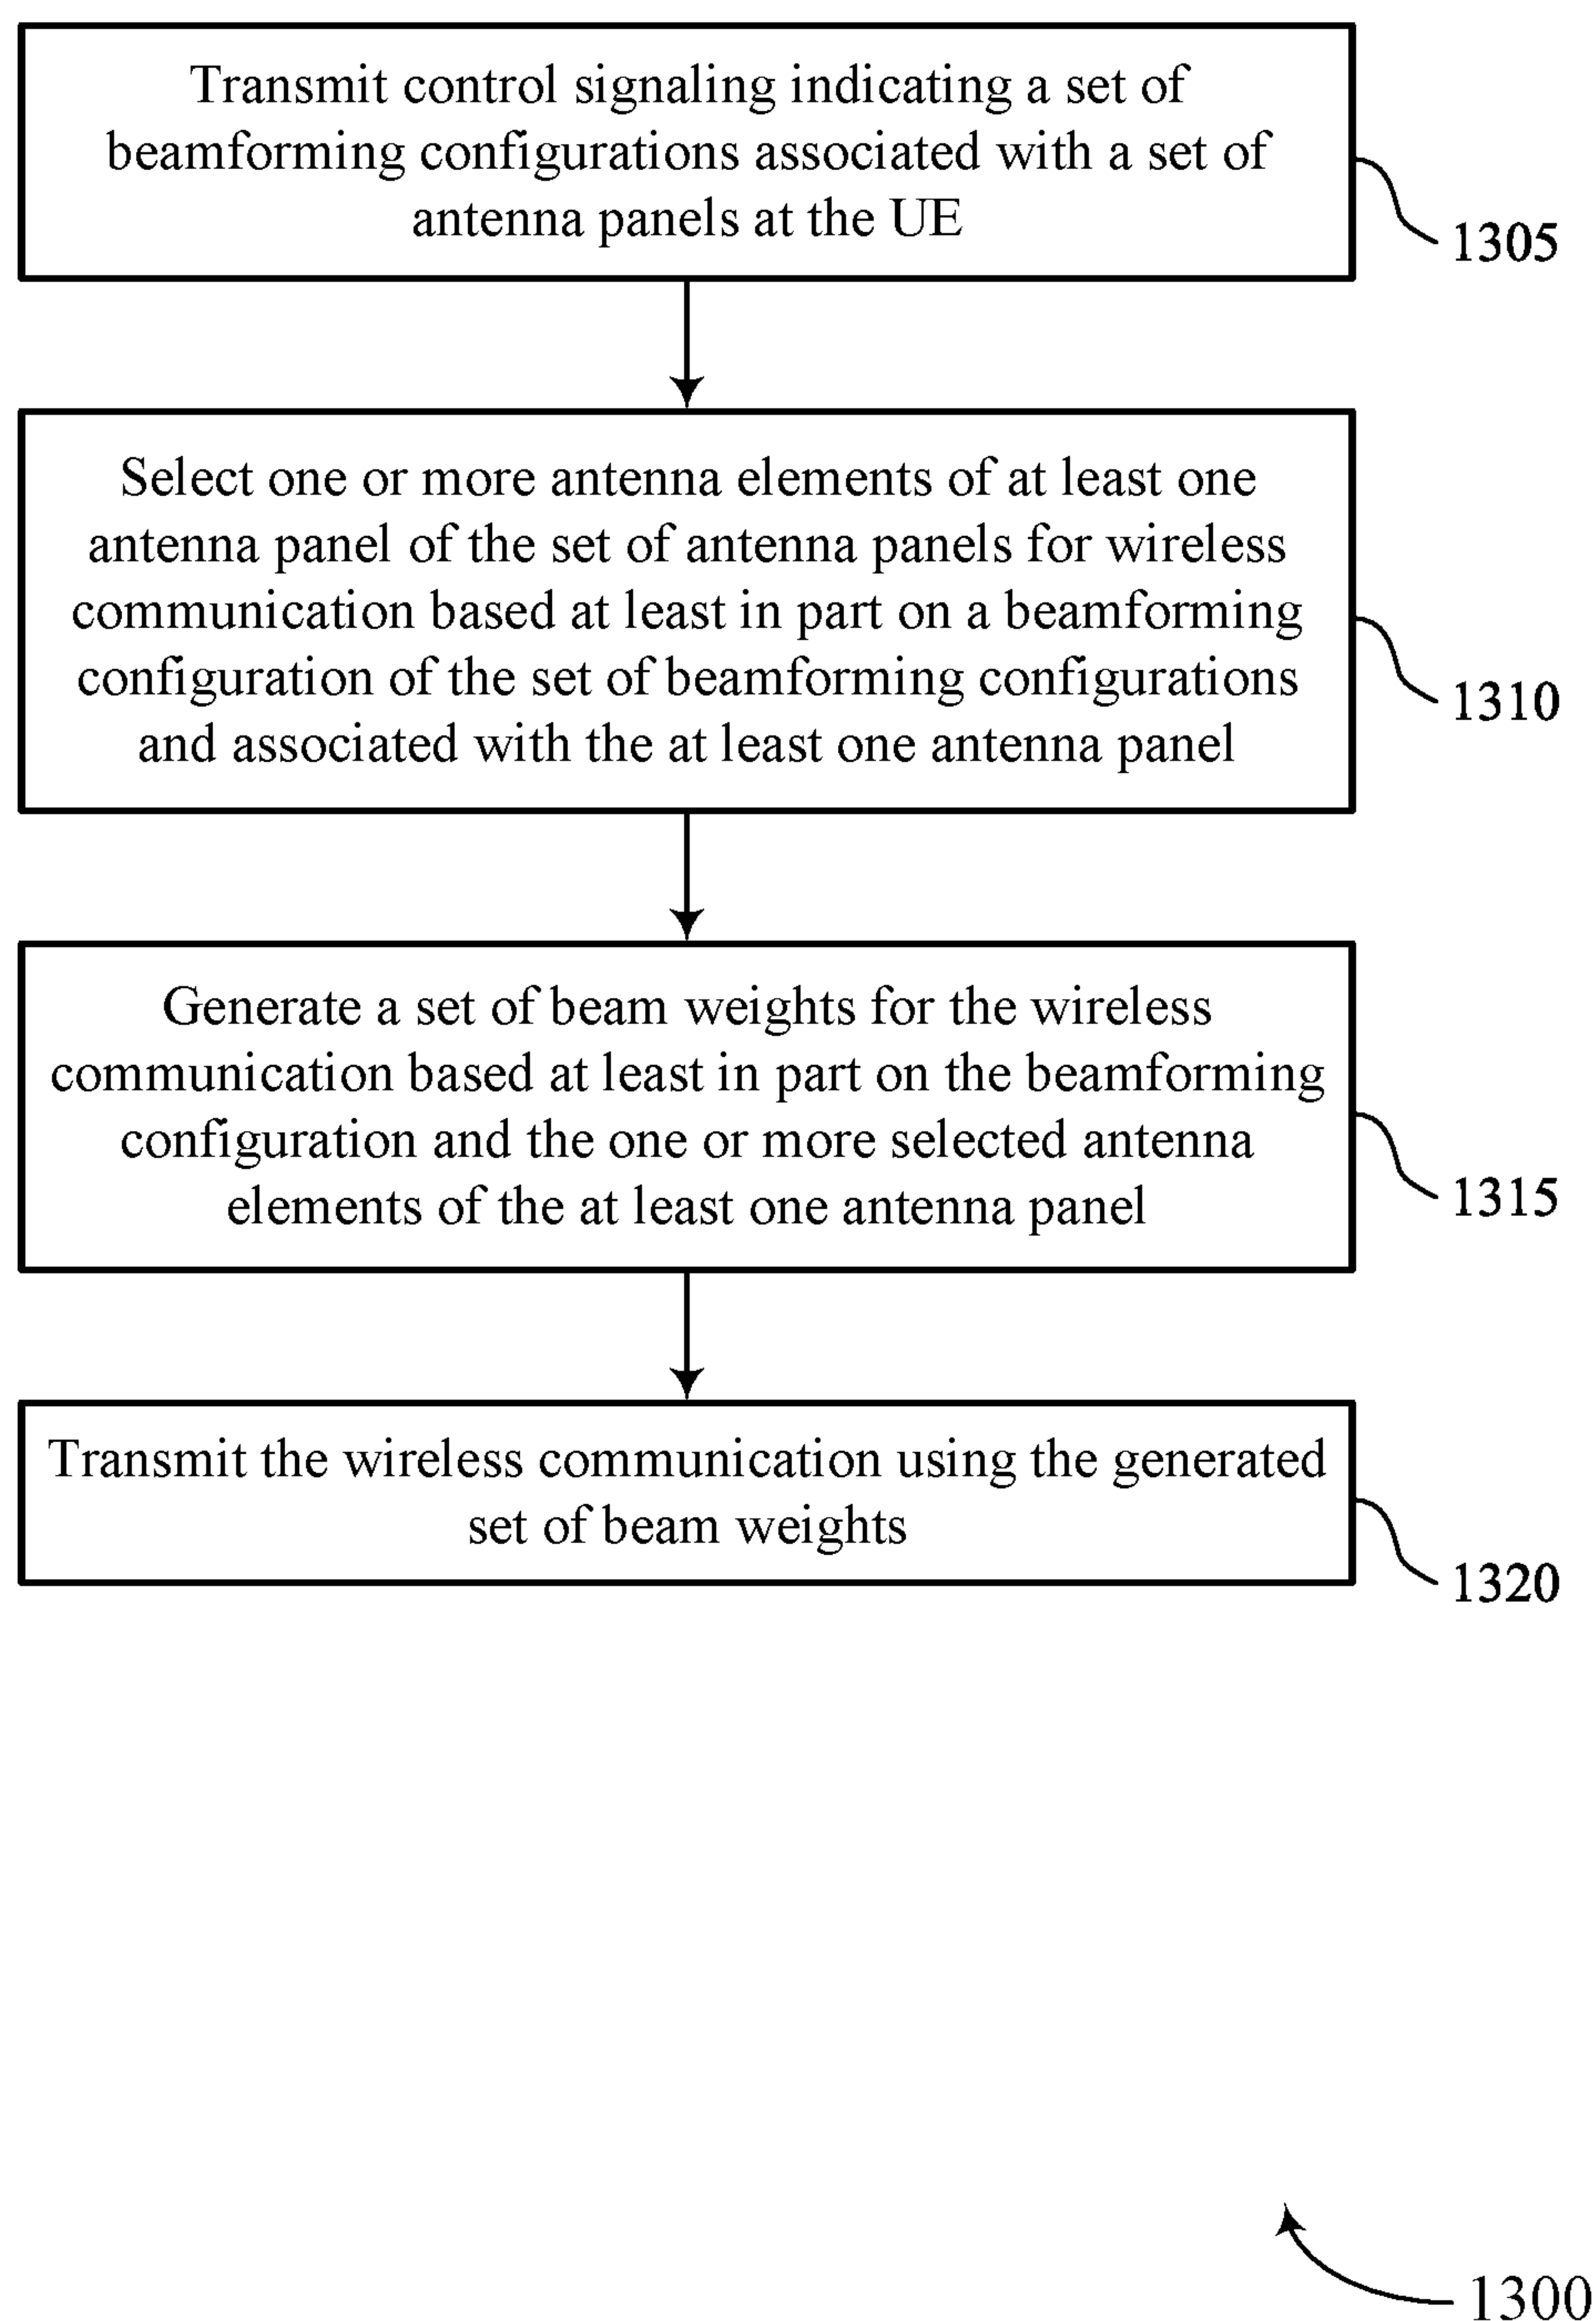 Transmit control signaling indicating a set of
beamforming configurations associated with a set of
antenna panels at the UE
1305
Select one or more antenna elements of at least one
antenna panel of the set of antenna panels for wireless
communication based at least in part on a beamforming
configuration of the set of beamforming configurations
and associated with the at least one antenna panel
1310
Generate a set of beam weights for the wireless
communication based at least in part on the beamforming
configuration and the one or more selected antenna
elements of the at least one antenna panel
1315
Transmit the wireless communication using the generated
set of beam weights
1320
1300